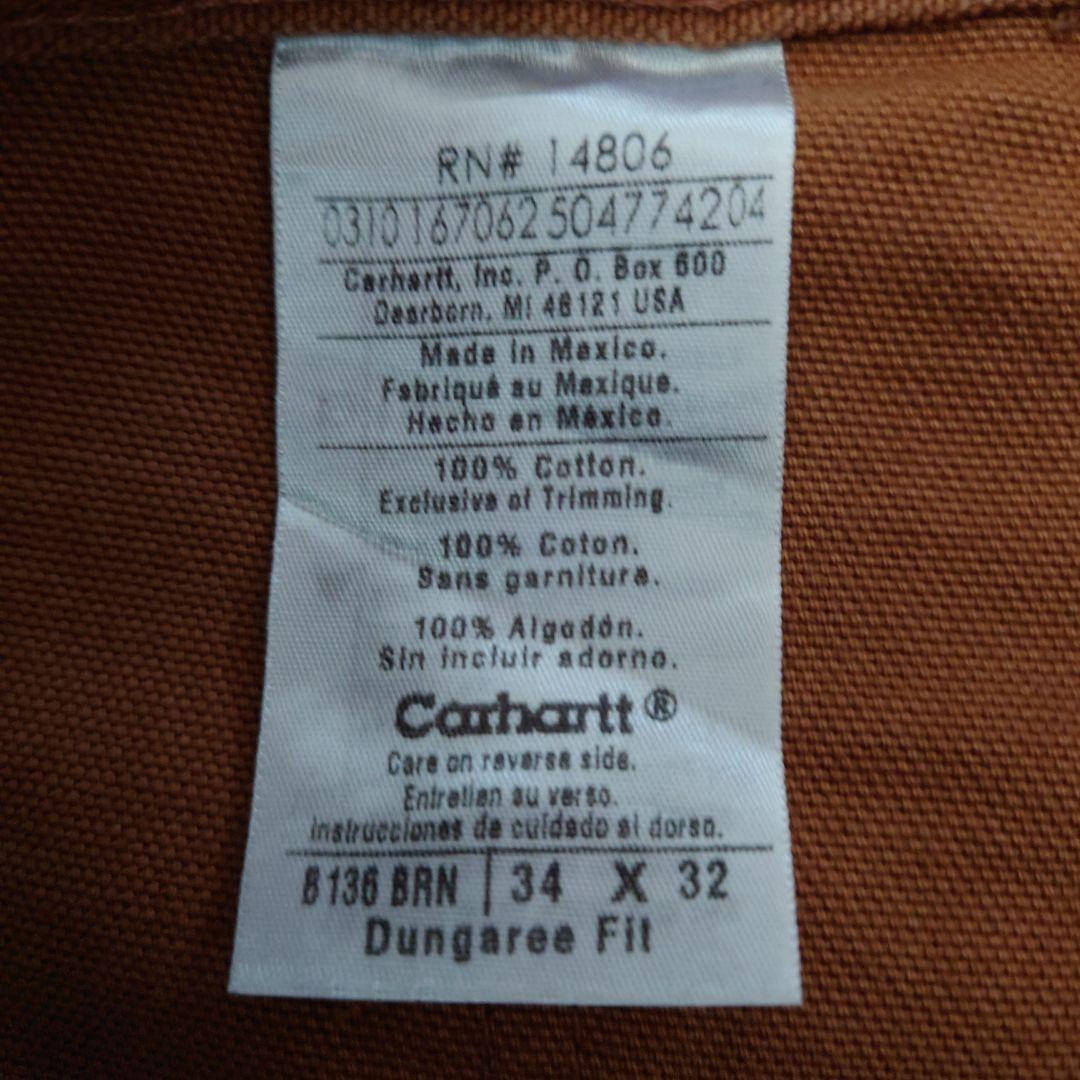 RN# 14806
0310167062504774204
Carhartt, Inc. P. O. Box 600
Dearborn, MI 48121 USA
Made in Mexico.
Fabriqué au Mexique.
Hecho en México.
100% Cotton.
Exclusive of Trimming.
100% Coton.
Sans garniture.
100% Algodón.
Sin incluir adorno.
Carhartt®
Care on reverse side.
Entretien au verso.
Instrucciones de cuidado al dorso.
B136 BRN | 34 X 32
Dungaree Fit